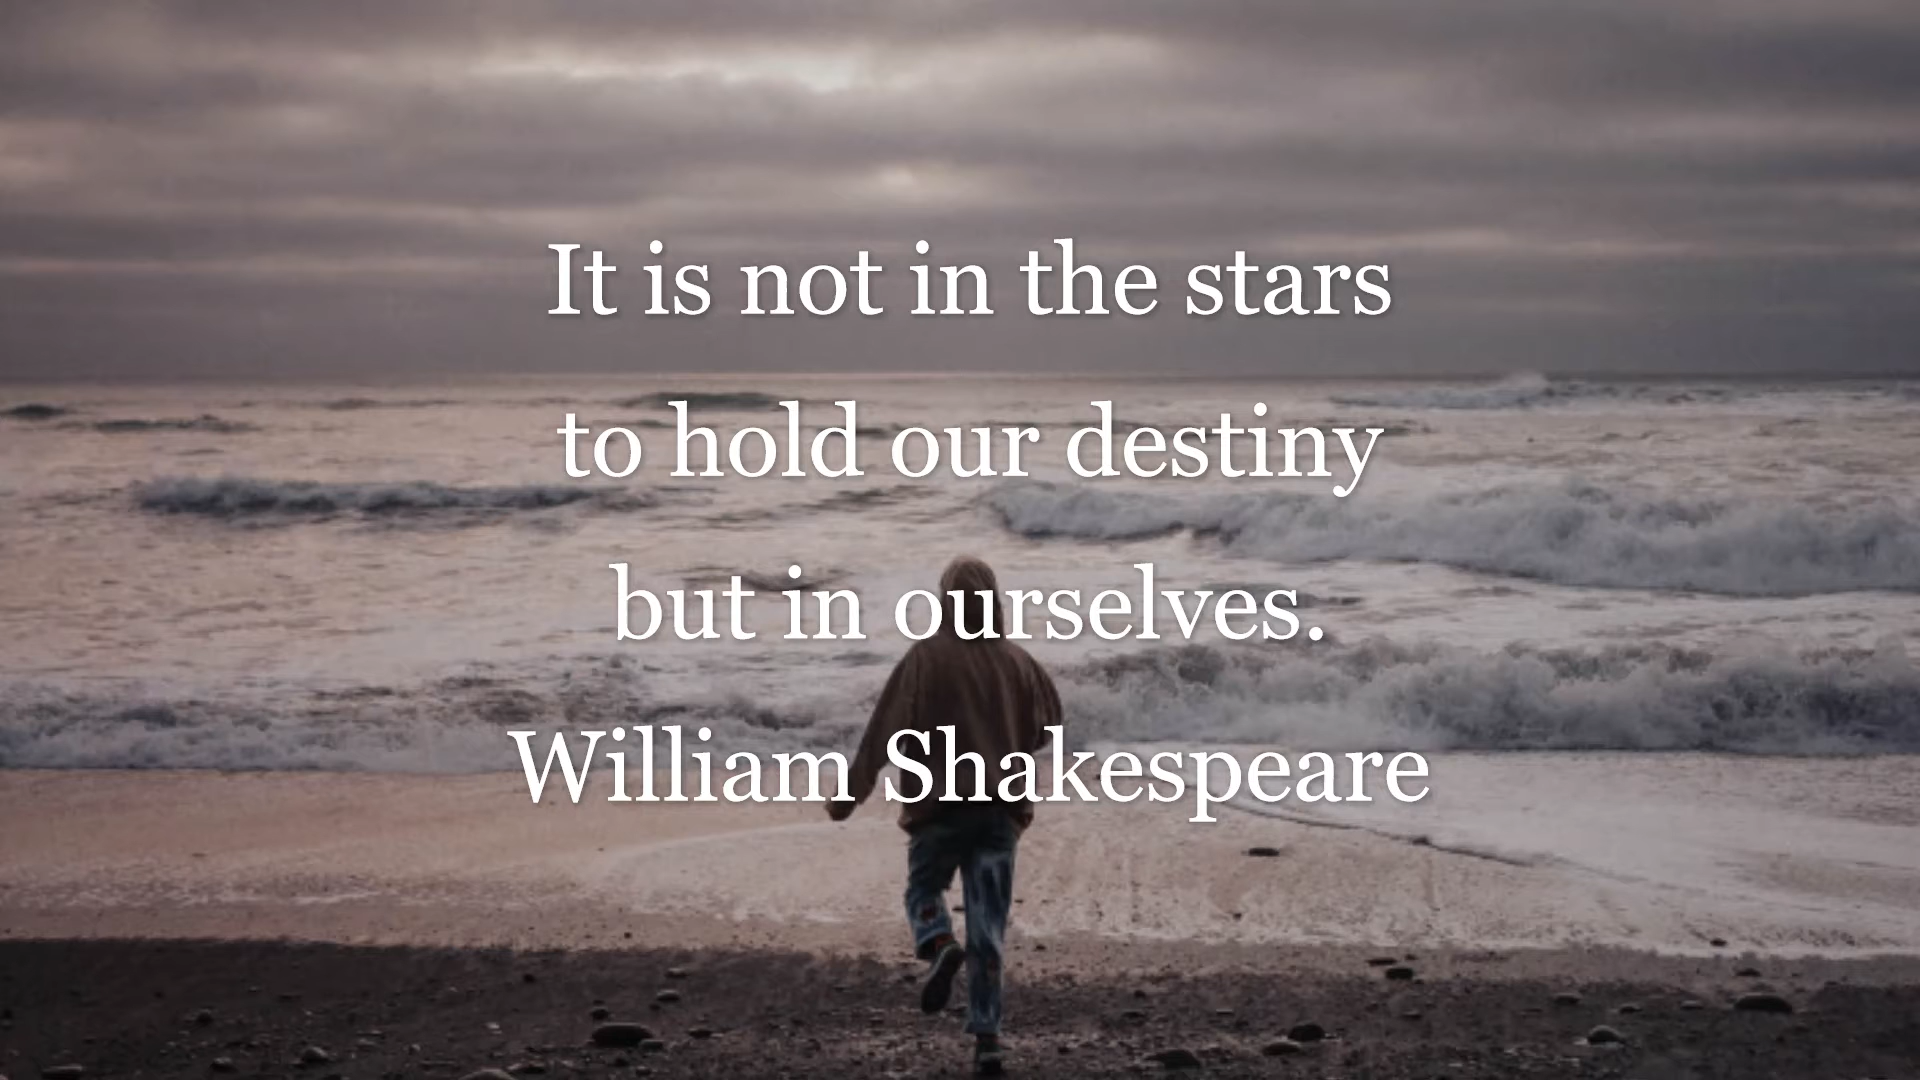 It is not in the stars
to hold our destiny
but in ourselves.
William Shakespeare